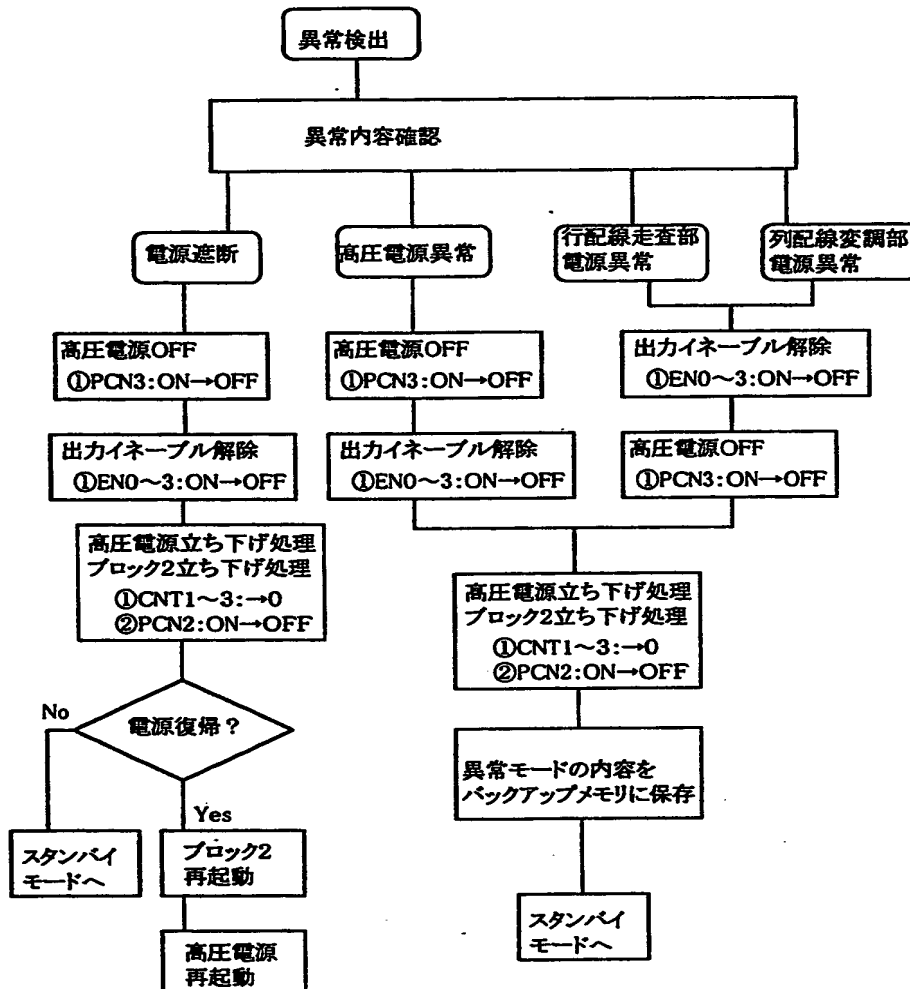 異常検出
異常内容確認
電源遮断
高圧電源異常
行配線走査部
電源異常
列配線変調部
電源異常
高圧電源OFF
①PCN3:ON→OFF
高圧電源OFF
①PCN3:ON→OFF
出力イネーブル解除
①EN0～3:ON→OFF
出力イネーブル解除
①EN0～3:ON→OFF
出力イネーブル解除
①EN0～3:ON→OFF
高圧電源OFF
①PCN3:ON→OFF
高圧電源立ち下げ処理
ブロック2立ち下げ処理
①CNT1～3:→0
②PCN2:ON→OFF
高圧電源立ち下げ処理
ブロック2立ち下げ処理
①CNT1～3:→0
②PCN2:ON→OFF
No
電源復帰?
Yes
異常モードの内容を
バックアップメモリに保存
スタンバイ
モードへ
ブロック2
再起動
スタンバイ
モードへ
高圧電源
再起動